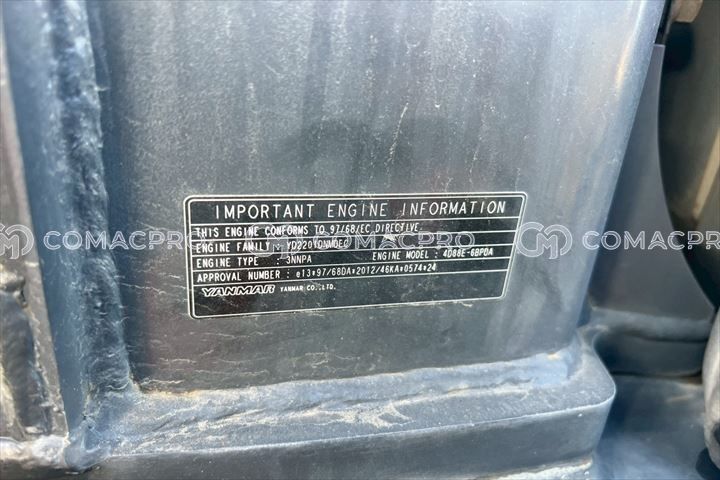 IMPORTANT ENGINE INFORMATION
THIS ENGINE CONFORMS TO 97/68/EC DIRECTIVE
ENGINE FAMILY :
ENGINE TYPE : 3NNPA ENGINE MODEL : 4D88E-6BPDA
APPROVAL NUMBER : e13*97/68DA*2012/46KA*0574*24
YANMAR YANMAR CO.,LTD.
COMACPRO COMACPRO COMACPRO